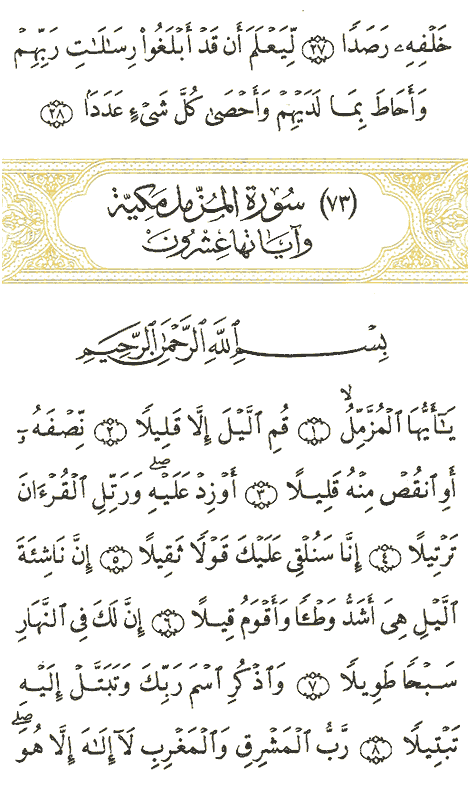 خَلۡفِهِۦ رَصَدٗا ٢٧ لِّيَعۡلَمَ أَن قَدۡ أَبۡلَغُواْ رِسَٰلَٰتِ رَبِّهِمۡ
وَأَحَاطَ بِمَا لَدَيۡهِمۡ وَأَحۡصَىٰ كُلَّ شَيۡءٍ عَدَدَۢا ٢٨
(٧٣) سُورَةُ المُزَّمِّل مَكِيَّة
وآيَاتهَا عِشْرُون
بِسۡمِ ٱللَّهِ ٱلرَّحۡمَٰنِ ٱلرَّحِيمِ
يَٰٓأَيُّهَا ٱلۡمُزَّمِّلُ ۙ ١ قُمِ ٱلَّيۡلَ إِلَّا قَلِيلٗا ٢ نِّصۡفَهُۥٓ
أَوِ ٱنقُصۡ مِنۡهُ قَلِيلًا ٣ أَوۡ زِدۡ عَلَيۡهِۖ وَرَتِّلِ ٱلۡقُرۡءَانَ
تَرۡتِيلًا ٤ إِنَّا سَنُلۡقِي عَلَيۡكَ قَوۡلٗا ثَقِيلًا ٥ إِنَّ نَاشِئَةَ
ٱلَّيۡلِ هِيَ أَشَدُّ وَطۡـٔٗا وَأَقۡوَمُ قِيلًا ٦ إِنَّ لَكَ فِي ٱلنَّهَارِ
سَبۡحٗا طَوِيلٗا ٧ وَٱذۡكُرِ ٱسۡمَ رَبِّكَ وَتَبَتَّلۡ إِلَيۡهِ
تَبۡتِيلٗا ٨ رَّبُّ ٱلۡمَشۡرِقِ وَٱلۡمَغۡرِبِ لَآ إِلَٰهَ إِلَّا هُوَۖ